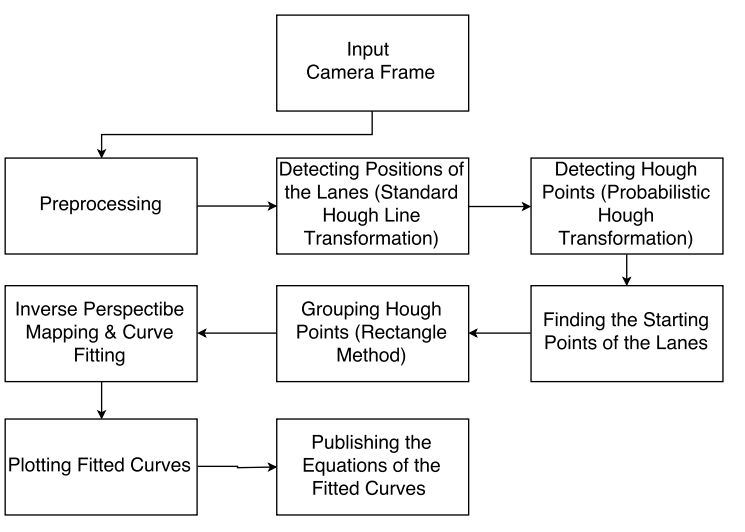 Input
Camera Frame
Preprocessing
Detecting Positions of
the Lanes (Standard
Hough Line
Transformation)
Detecting Hough
Points (Probabilistic
Hough
Transformation)
Finding the Starting
Points of the Lanes
Grouping Hough
Points (Rectangle
Method)
Inverse Perspectibe
Mapping & Curve
Fitting
Plotting Fitted Curves
Publishing the
Equations of the
Fitted Curves